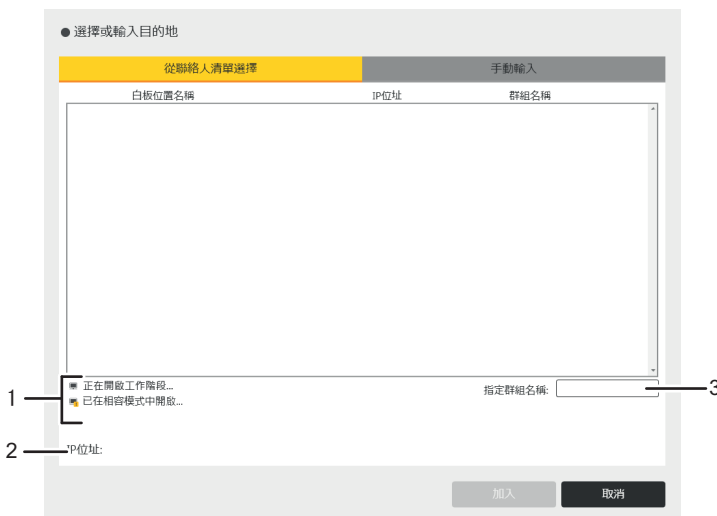 選擇或輸入目的地
從聯絡人清單選擇 手動輸入
白板位置名稱 IP位址 群組名稱
正在開啟工作階段... 指定群組名稱:
已在相容模式中開啟...
IP位址:
加入 取消
1
2
3